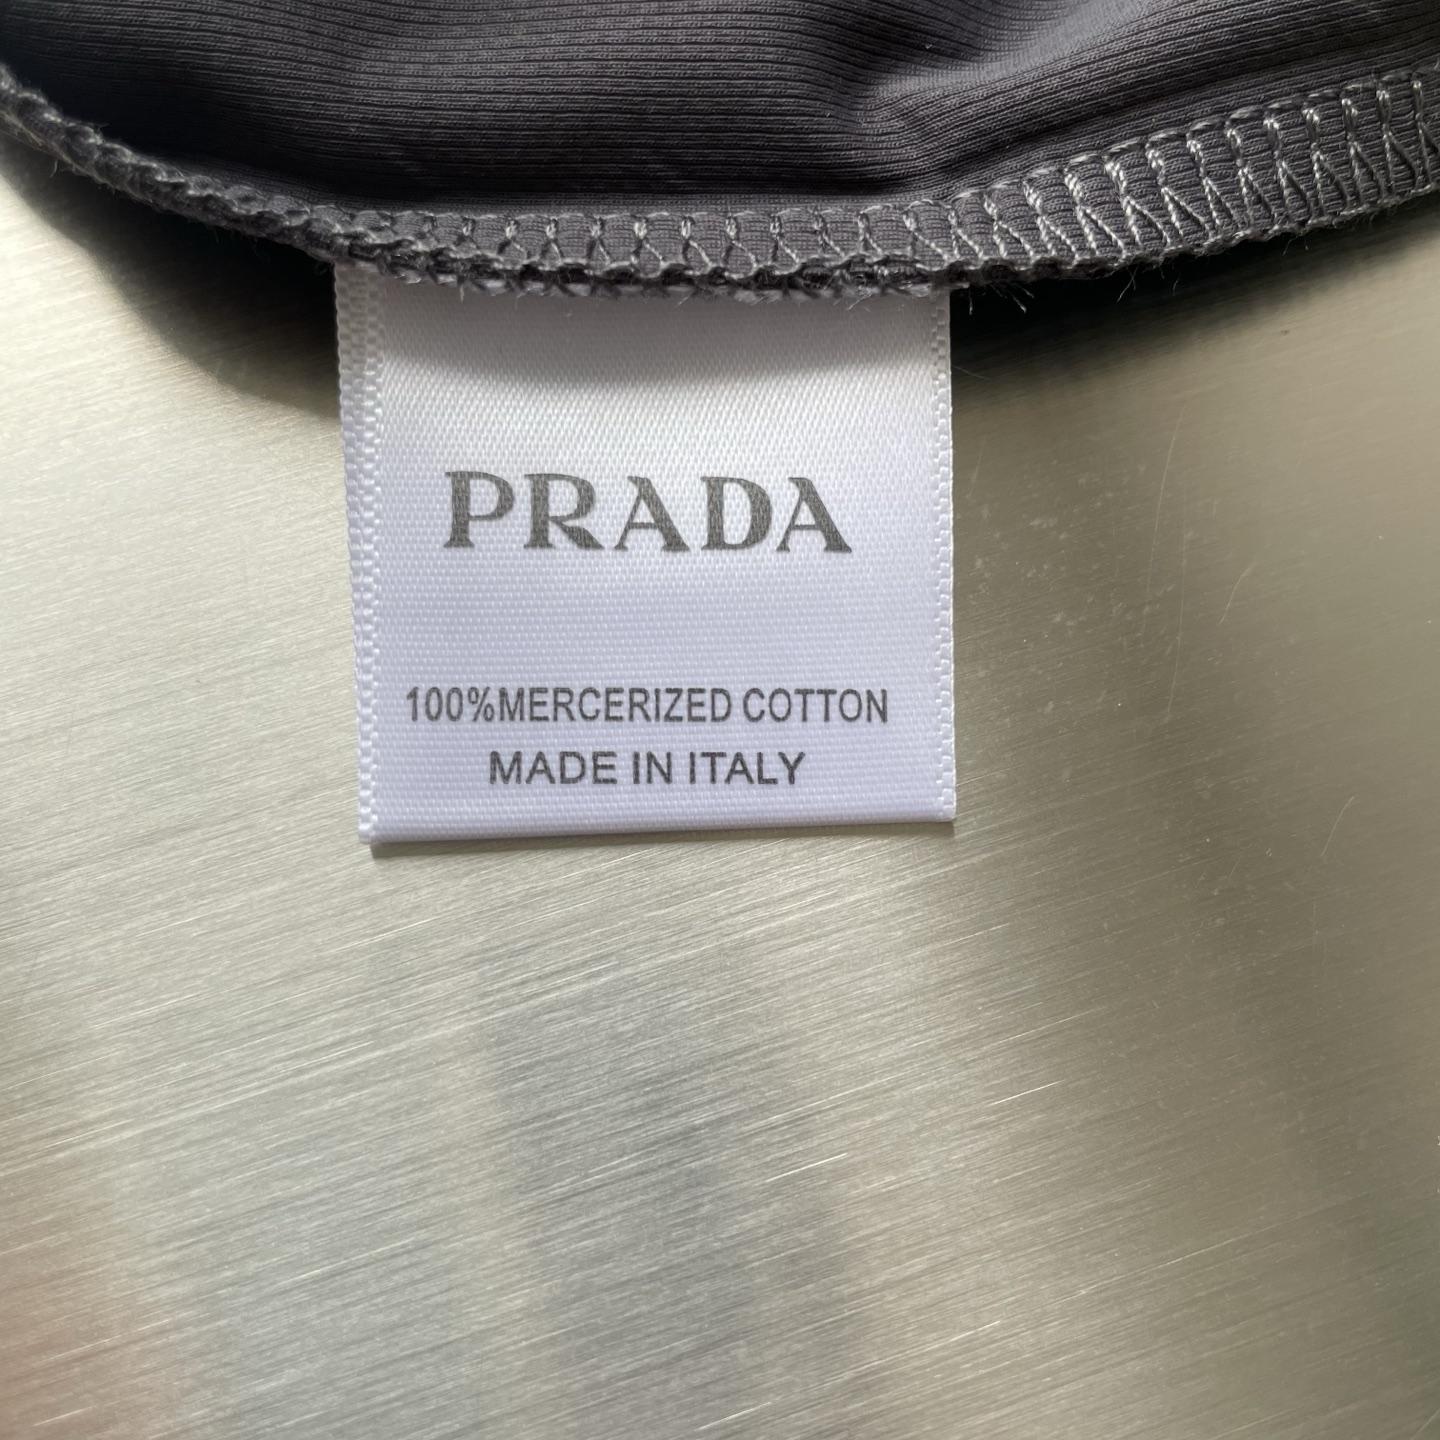 PRADA
100%MERCERIZED COTTON
MADE IN ITALY